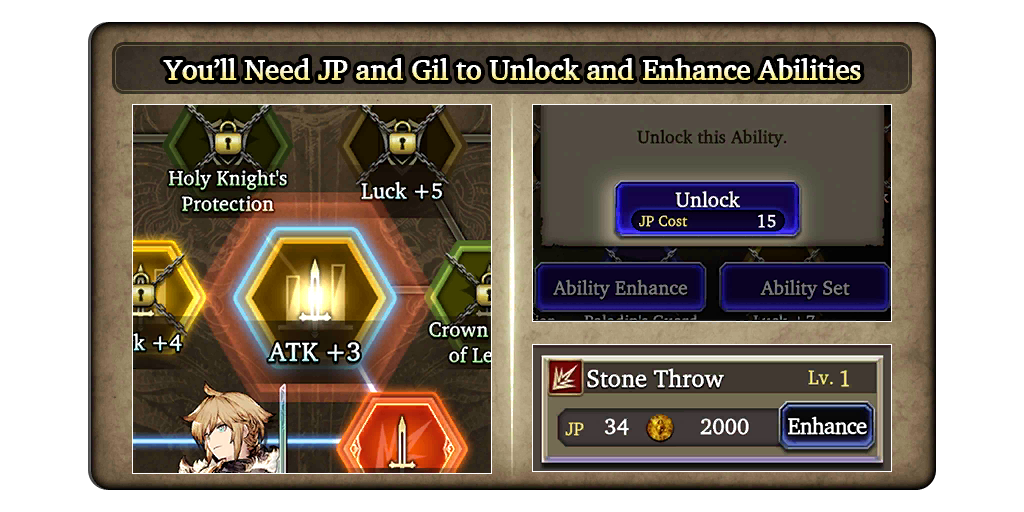 You'll Need JP and Gil to Unlock and Enhance Abilities
Holy Knight's
Protection
Luck +5
k +4
ATK +3
Crown
of Le
Unlock this Ability.
Unlock
JP Cost 15
Ability Enhance
Ability Set
Paladin's Guard
Stone Throw Lv. 1
JP 34 2000 Enhance